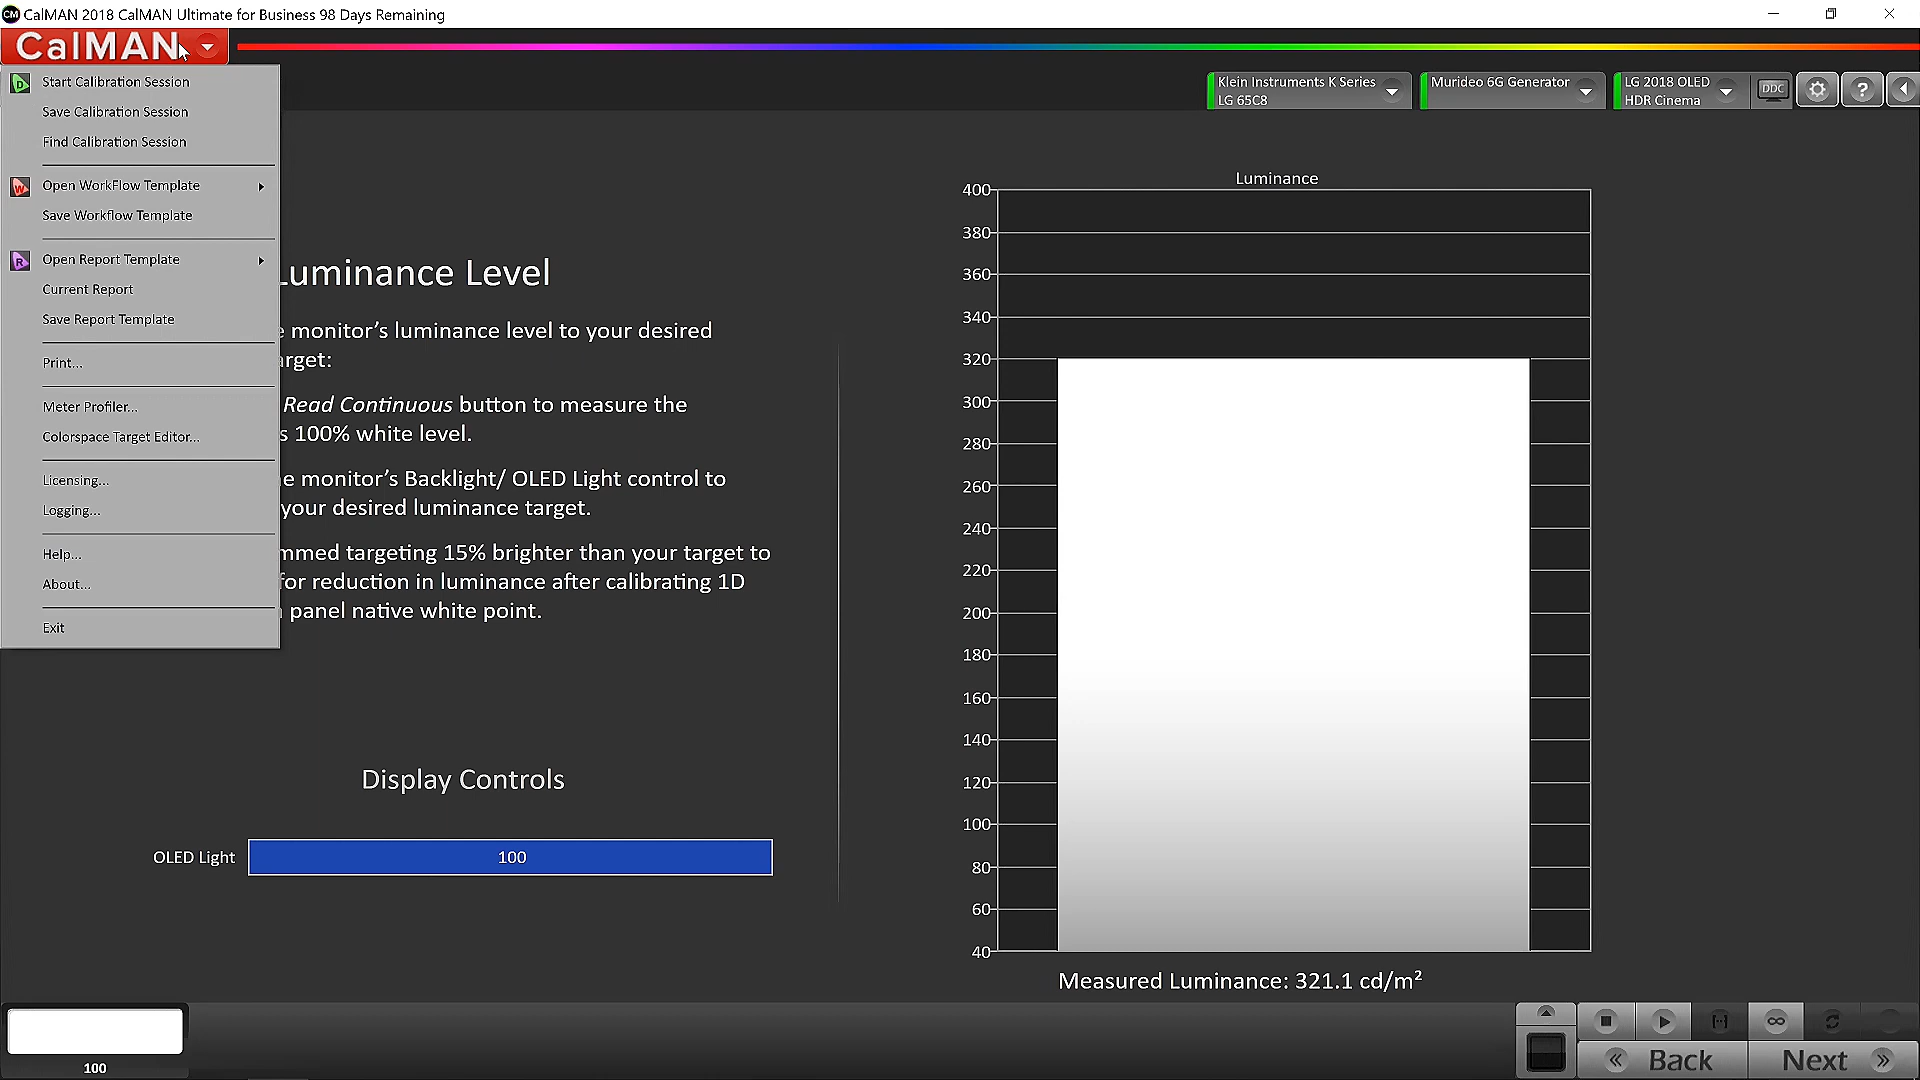 CalMAN 2018 CalMAN Ultimate for Business 98 Days Remaining
CalMAN
Start Calibration Session
Save Calibration Session
Find Calibration Session
Open WorkFlow Template
Save Workflow Template
Open Report Template
Current Report
Save Report Template
Print...
Meter Profiler...
Colorspace Target Editor...
Licensing...
Logging...
Help...
About...
Exit
Klein Instruments K Series
LG 65C8
Murideo 6G Generator
LG 2018 OLED
HDR Cinema
DDC
?
Luminance Level
monitor's luminance level to your desired
Read Continuous button to measure the
100% white level.
monitor's Backlight/ OLED Light control to
your desired luminance target.
targeting 15% brighter than your target to
for reduction in luminance after calibrating 1D
panel native white point.
Display Controls
OLED Light
100
Luminance
400
380
360
340
320
300
280
260
240
220
200
180
160
140
120
100
80
60
40
Measured Luminance: 321.1 cd/m²
100
Back
Next